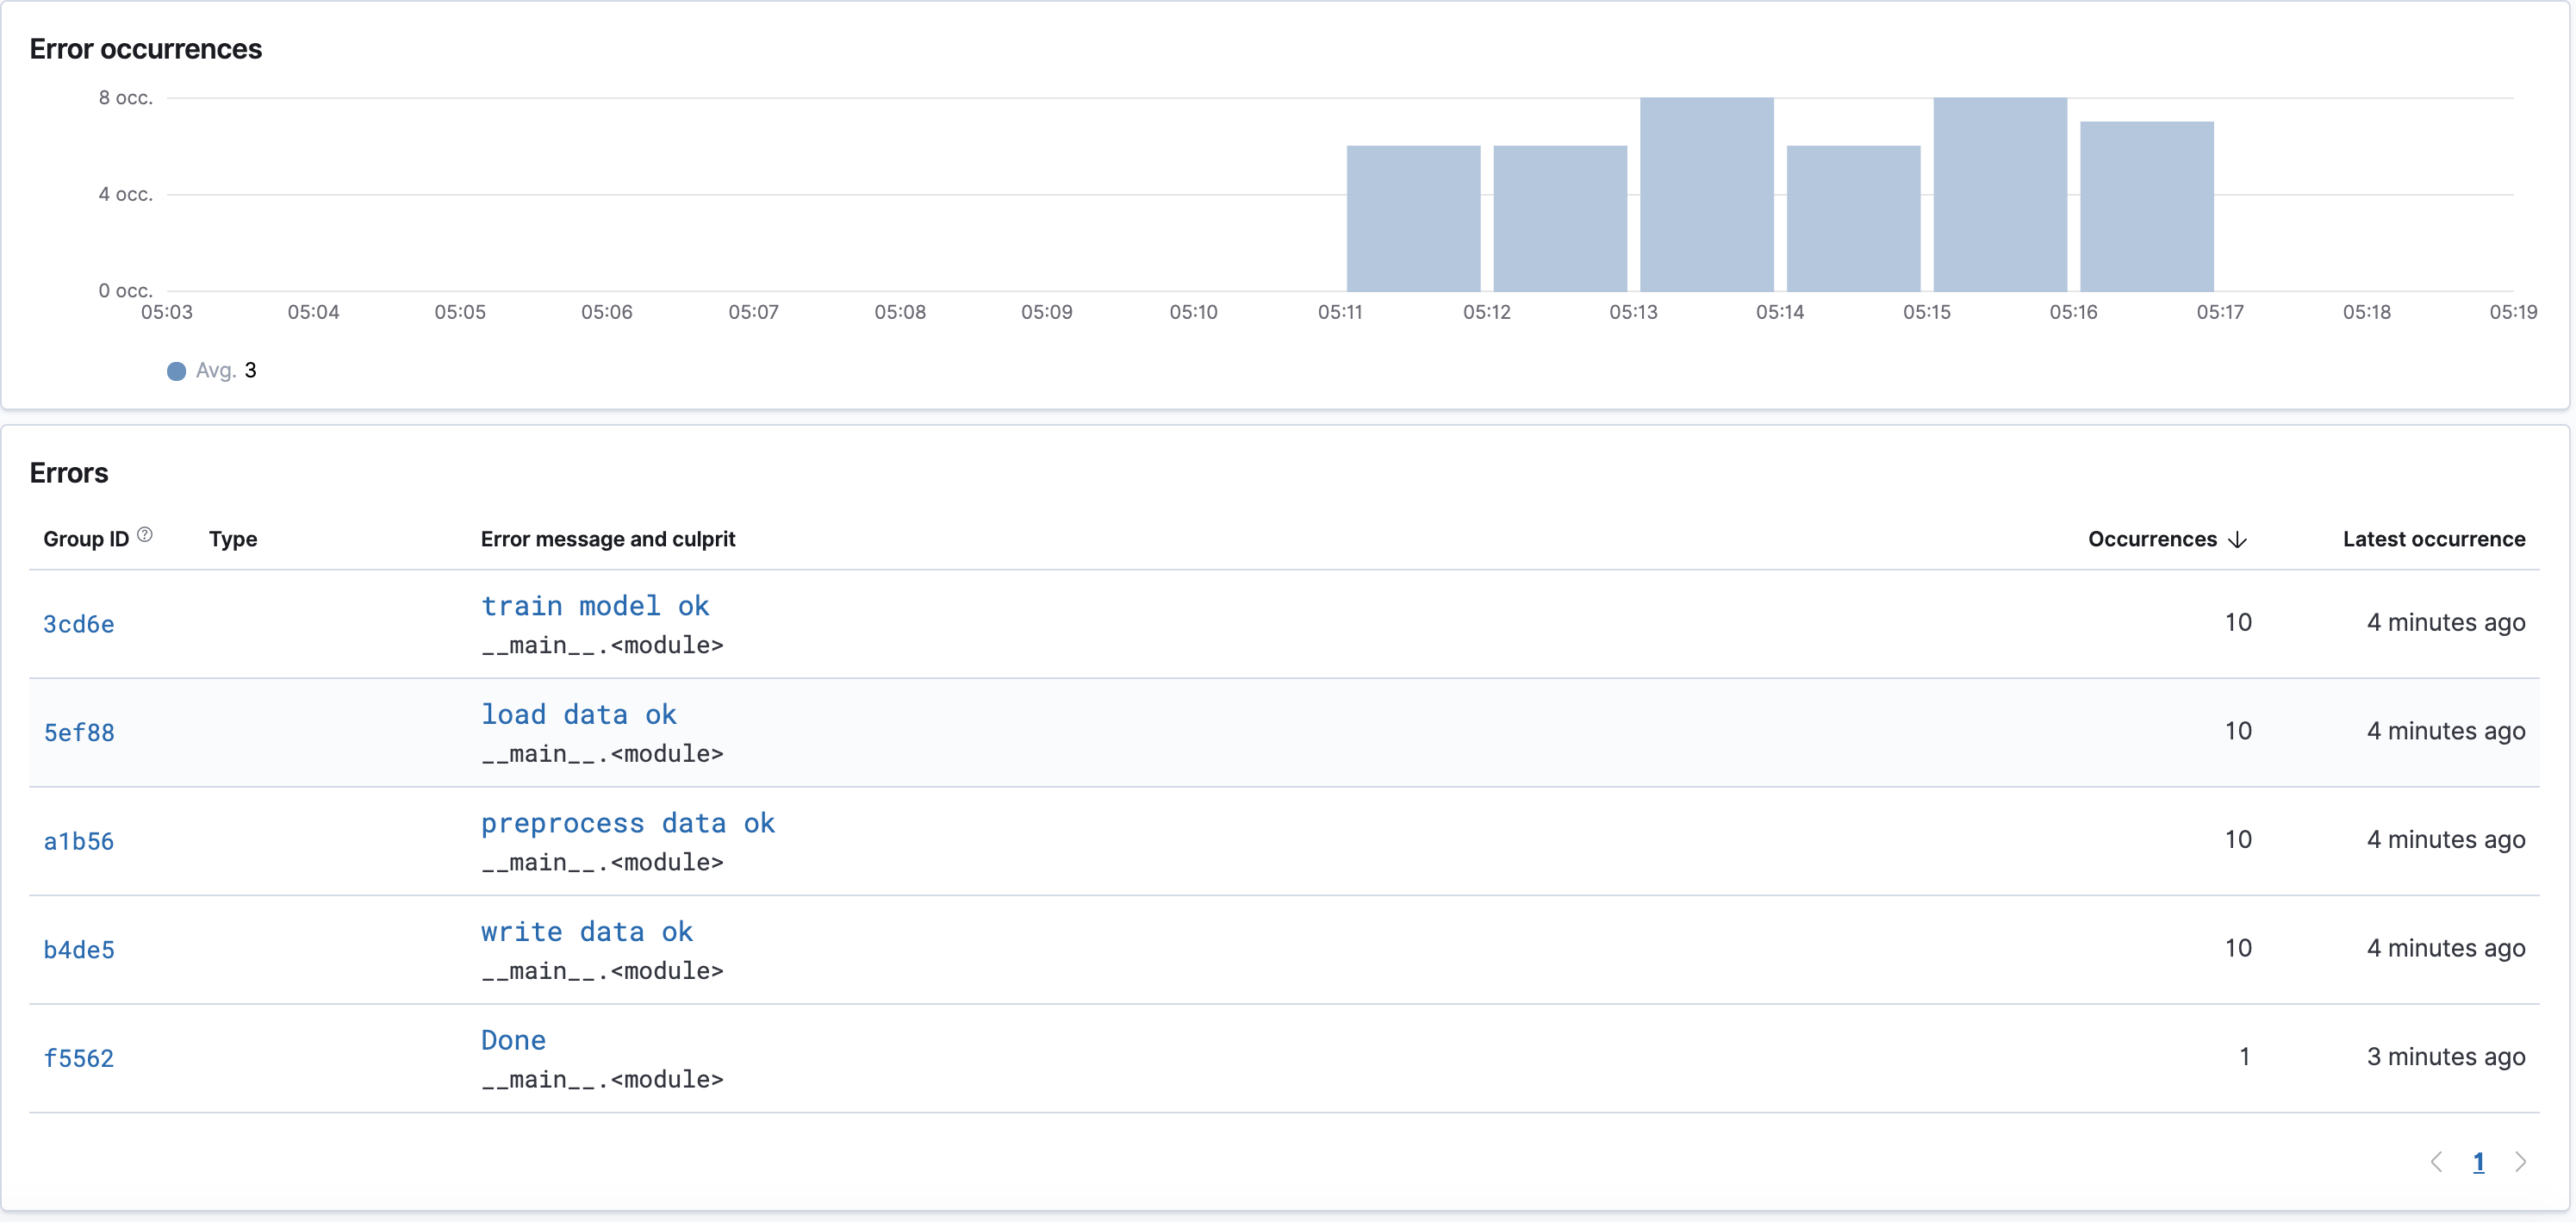 Error occurrences
8 occ.
4 occ.
0 occ.
05:03 05:04 05:05 05:06 05:07 05:08 05:09 05:10 05:11 05:12 05:13 05:14 05:15 05:16 05:17 05:18 05:19
Avg. 3
Errors
Group ID ? Type Error message and culprit Occurrences ↓ Latest occurrence
3cd6e train model ok 10 4 minutes ago
__main__.<module>
5ef88 load data ok 10 4 minutes ago
__main__.<module>
a1b56 preprocess data ok 10 4 minutes ago
__main__.<module>
b4de5 write data ok 10 4 minutes ago
__main__.<module>
f5562 Done 1 3 minutes ago
__main__.<module>
< 1 >